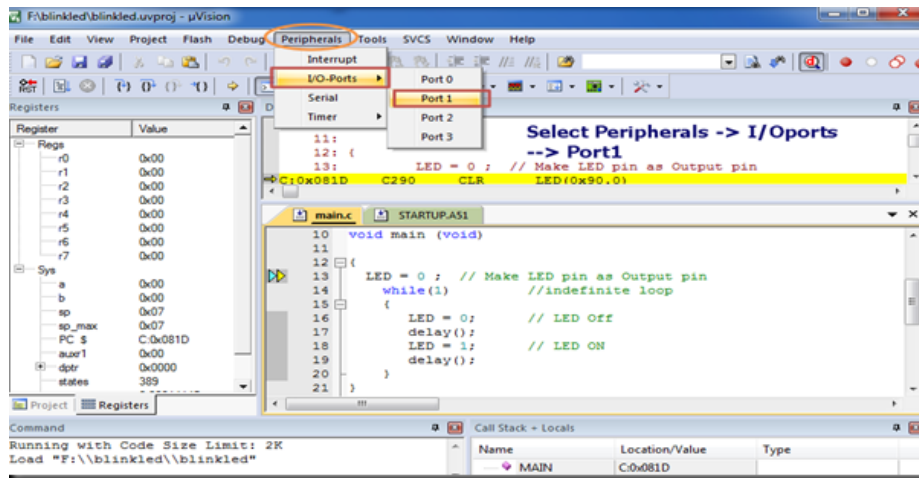 F:\blinkled\blinkled.uvproj - µVision
File Edit View Project Flash Debug Peripherals Tools SVCS Window Help
Interrupt
I/O-Ports
Serial
Timer
Port 0
Port 1
Port 2
Port 3
RST
Registers
Register Value
Regs
r0 0x00
r1 0x00
r2 0x00
r3 0x00
r4 0x00
r5 0x00
r6 0x00
r7 0x00
Sys
a 0x00
b 0x00
sp 0x07
sp_max 0x07
PC $ C:0x081D
auxr1 0x00
dptr 0x0000
states 389
Project Registers
Select Peripherals -> I/Oports
--> Port1
11:
12: {
13: LED = 0 ; // Make LED pin as Output pin
C:0x081D C290 CLR LED(0x90.0)
main.c STARTUP.A51
10 void main (void)
11
12 {
13 LED = 0 ; // Make LED pin as Output pin
14 while(1) //indefinite loop
15 {
16 LED = 0; // LED Off
17 delay();
18 LED = 1; // LED ON
19 delay();
20 }
21 }
Command
Running with Code Size Limit: 2K
Load "F:\\blinkled\\blinkled"
Call Stack + Locals
Name Location/Value Type
MAIN C:0x081D